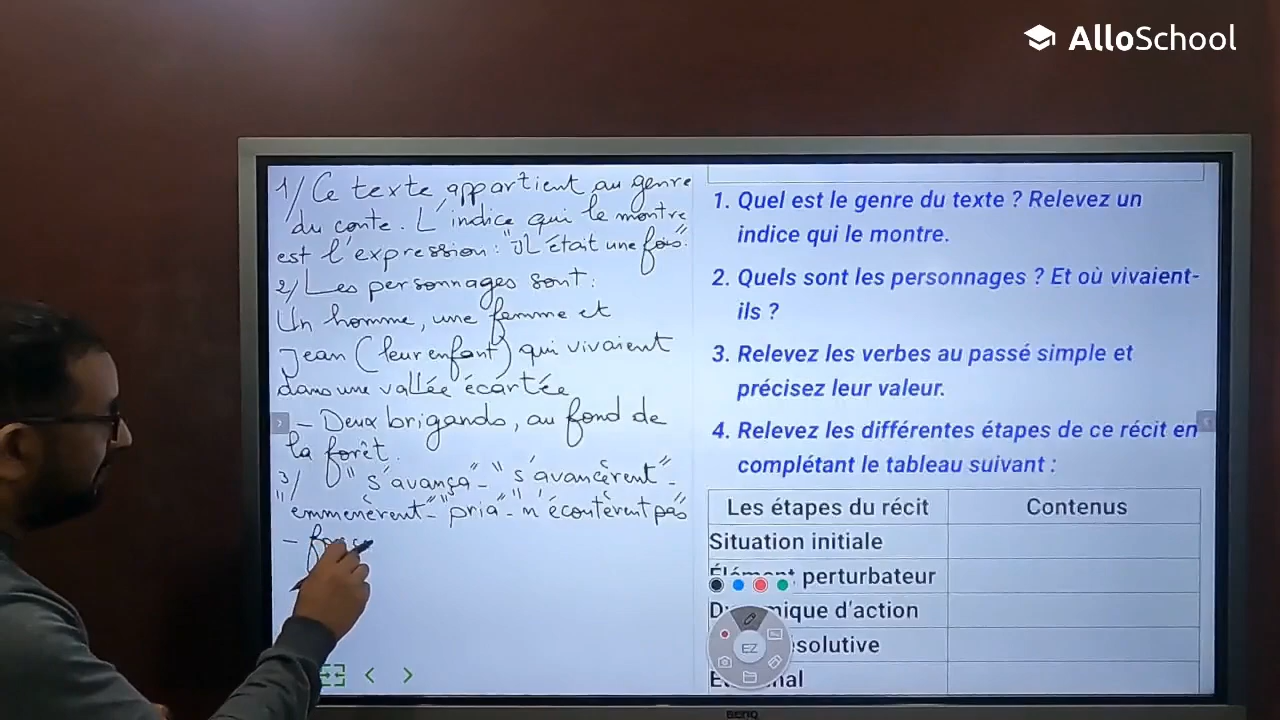 AlloSchool
1/ Ce texte, appartient au genre
du conte. L'indice qui le montre
est l'expression : "Il était une fois".
2/ Les personnages sont :
Un homme, une femme et
Jean (leur enfant) qui vivaient
dans une vallée écartée
- Deux brigands, au fond de
la forêt.
3/ "s'avança" - "s'avancèrent" -
"emmenèrent" - "pria" - "n'écoutèrent pas"
1. Quel est le genre du texte ? Relevez un
indice qui le montre.
2. Quels sont les personnages ? Et où vivaient-
ils ?
3. Relevez les verbes au passé simple et
précisez leur valeur.
4. Relevez les différentes étapes de ce récit en
complétant le tableau suivant :
Les étapes du récit Contenus
Situation initiale
Élément perturbateur
d'action
EZ
BENQ